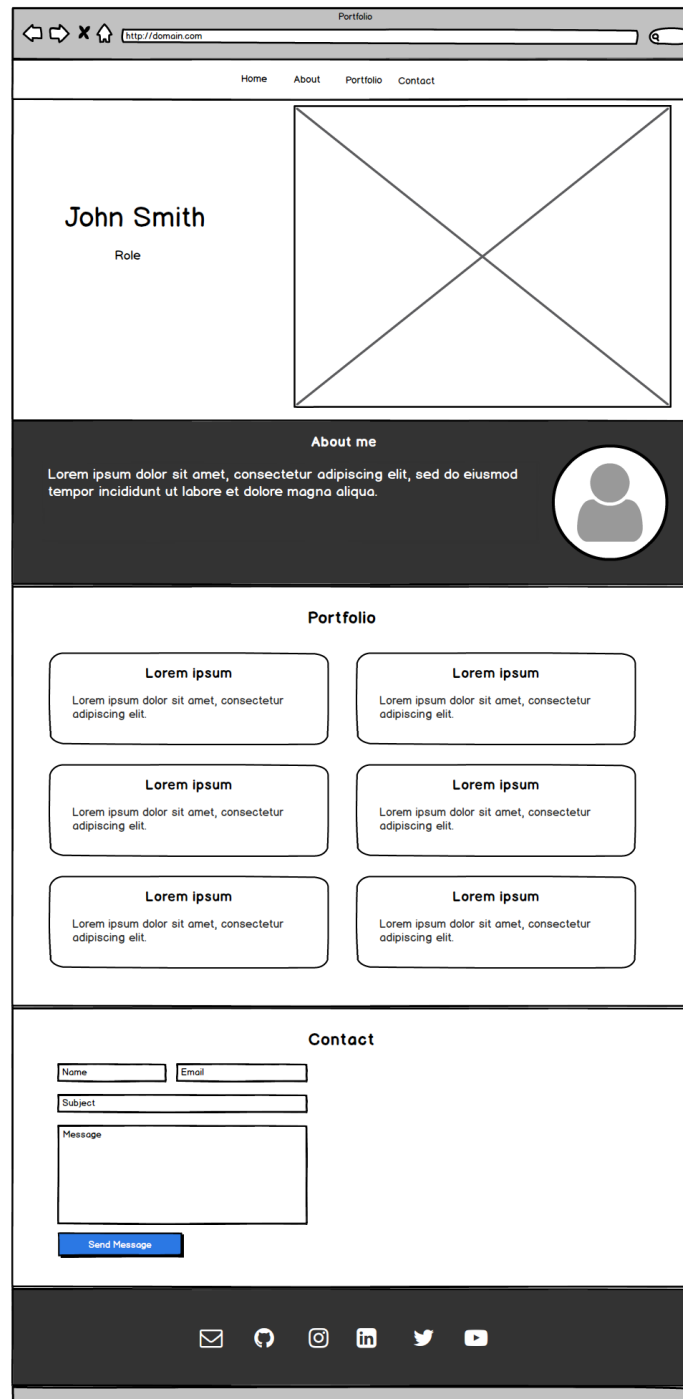 Portfolio
http://domain.com
Home About Portfolio Contact
John Smith
Role
About me
Lorem ipsum dolor sit amet, consectetur adipiscing elit, sed do eiusmod
tempor incididunt ut labore et dolore magna aliqua.
Portfolio
Lorem ipsum
Lorem ipsum dolor sit amet, consectetur
adipiscing elit.
Lorem ipsum
Lorem ipsum dolor sit amet, consectetur
adipiscing elit.
Lorem ipsum
Lorem ipsum dolor sit amet, consectetur
adipiscing elit.
Lorem ipsum
Lorem ipsum dolor sit amet, consectetur
adipiscing elit.
Lorem ipsum
Lorem ipsum dolor sit amet, consectetur
adipiscing elit.
Lorem ipsum
Lorem ipsum dolor sit amet, consectetur
adipiscing elit.
Contact
Name
Email
Subject
Message
Send Message
in